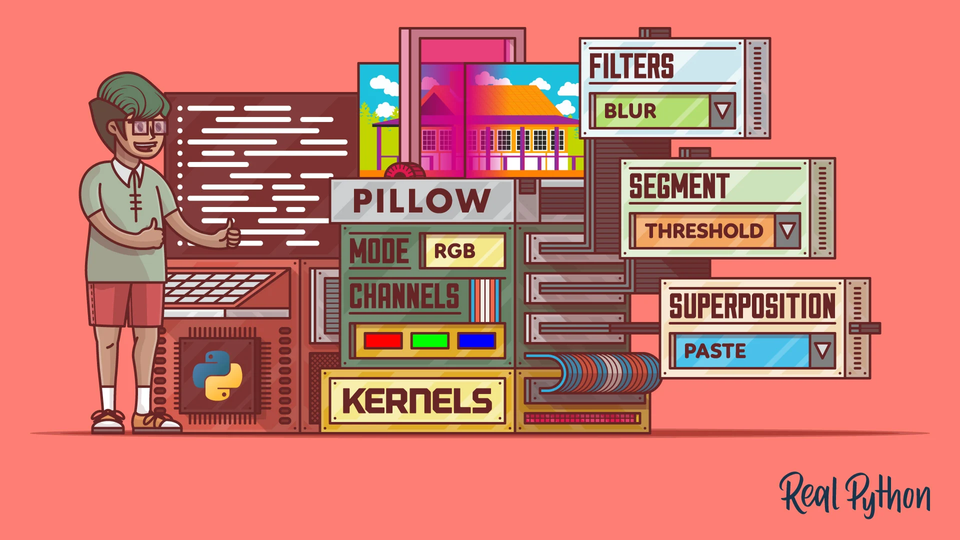 FILTERS
BLUR
SEGMENT
THRESHOLD
PILLOW
MODE RGB
CHANNELS
SUPERPOSITION
PASTE
KERNELS
Real Python